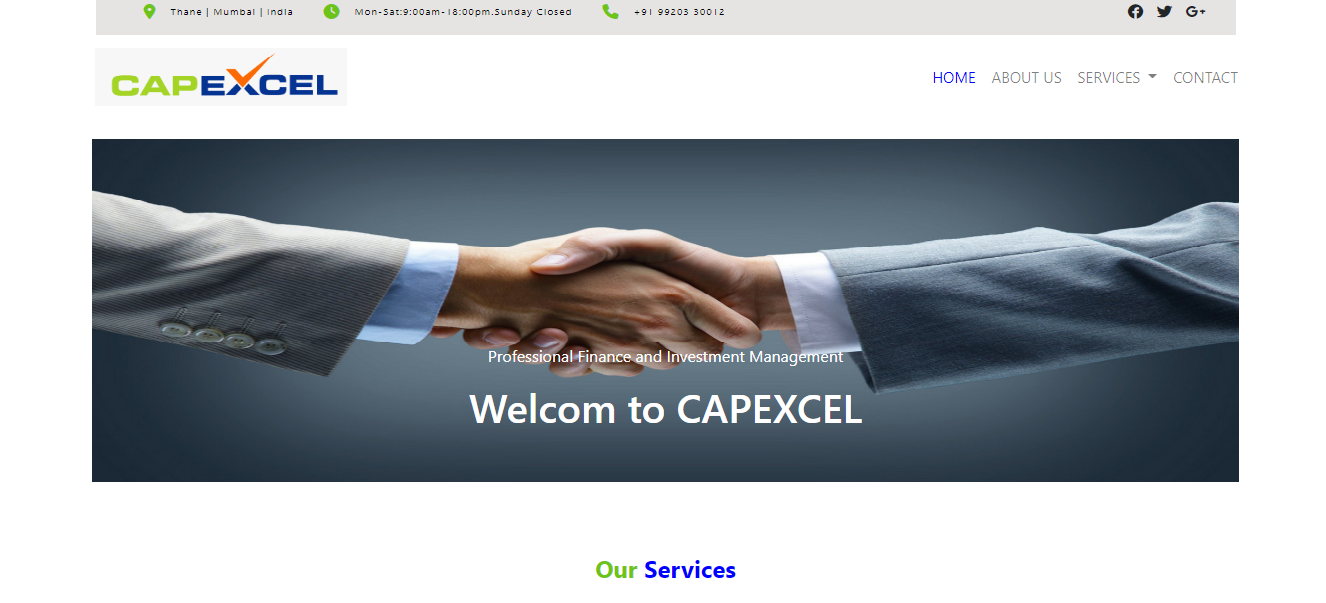 Thane | Mumbai | India
Mon-Sat:9:00am-18:00pm.Sunday Closed
+91 99203 30012
CAPEXCEL
HOME
ABOUT US
SERVICES
CONTACT
Professional Finance and Investment Management
Welcom to CAPEXCEL
Our Services